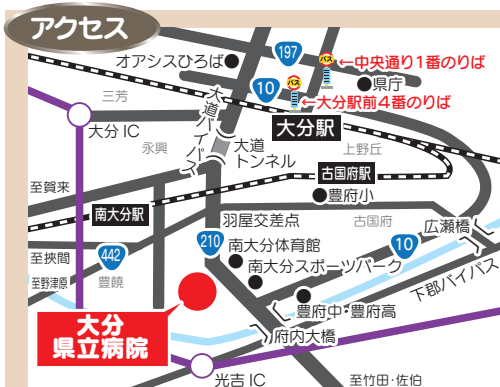 アクセス
197
オアシスひろば
バス
←中央通り1番のりば
バス
10
県庁
←大分駅前4番のりば
三芳
大道バイパス
大分IC
大分駅
永興
大道
トンネル
上野丘
至賀来
古国府駅
豊府小
南大分駅
羽屋交差点
古国府
広瀬橋
至挾間
442
210
南大分体育館
10
至野津原
豊饒
南大分スポーツパーク
下郡バイパス
大分
県立病院
豊府中・豊府高
府内大橋
光吉IC
至竹田・佐伯